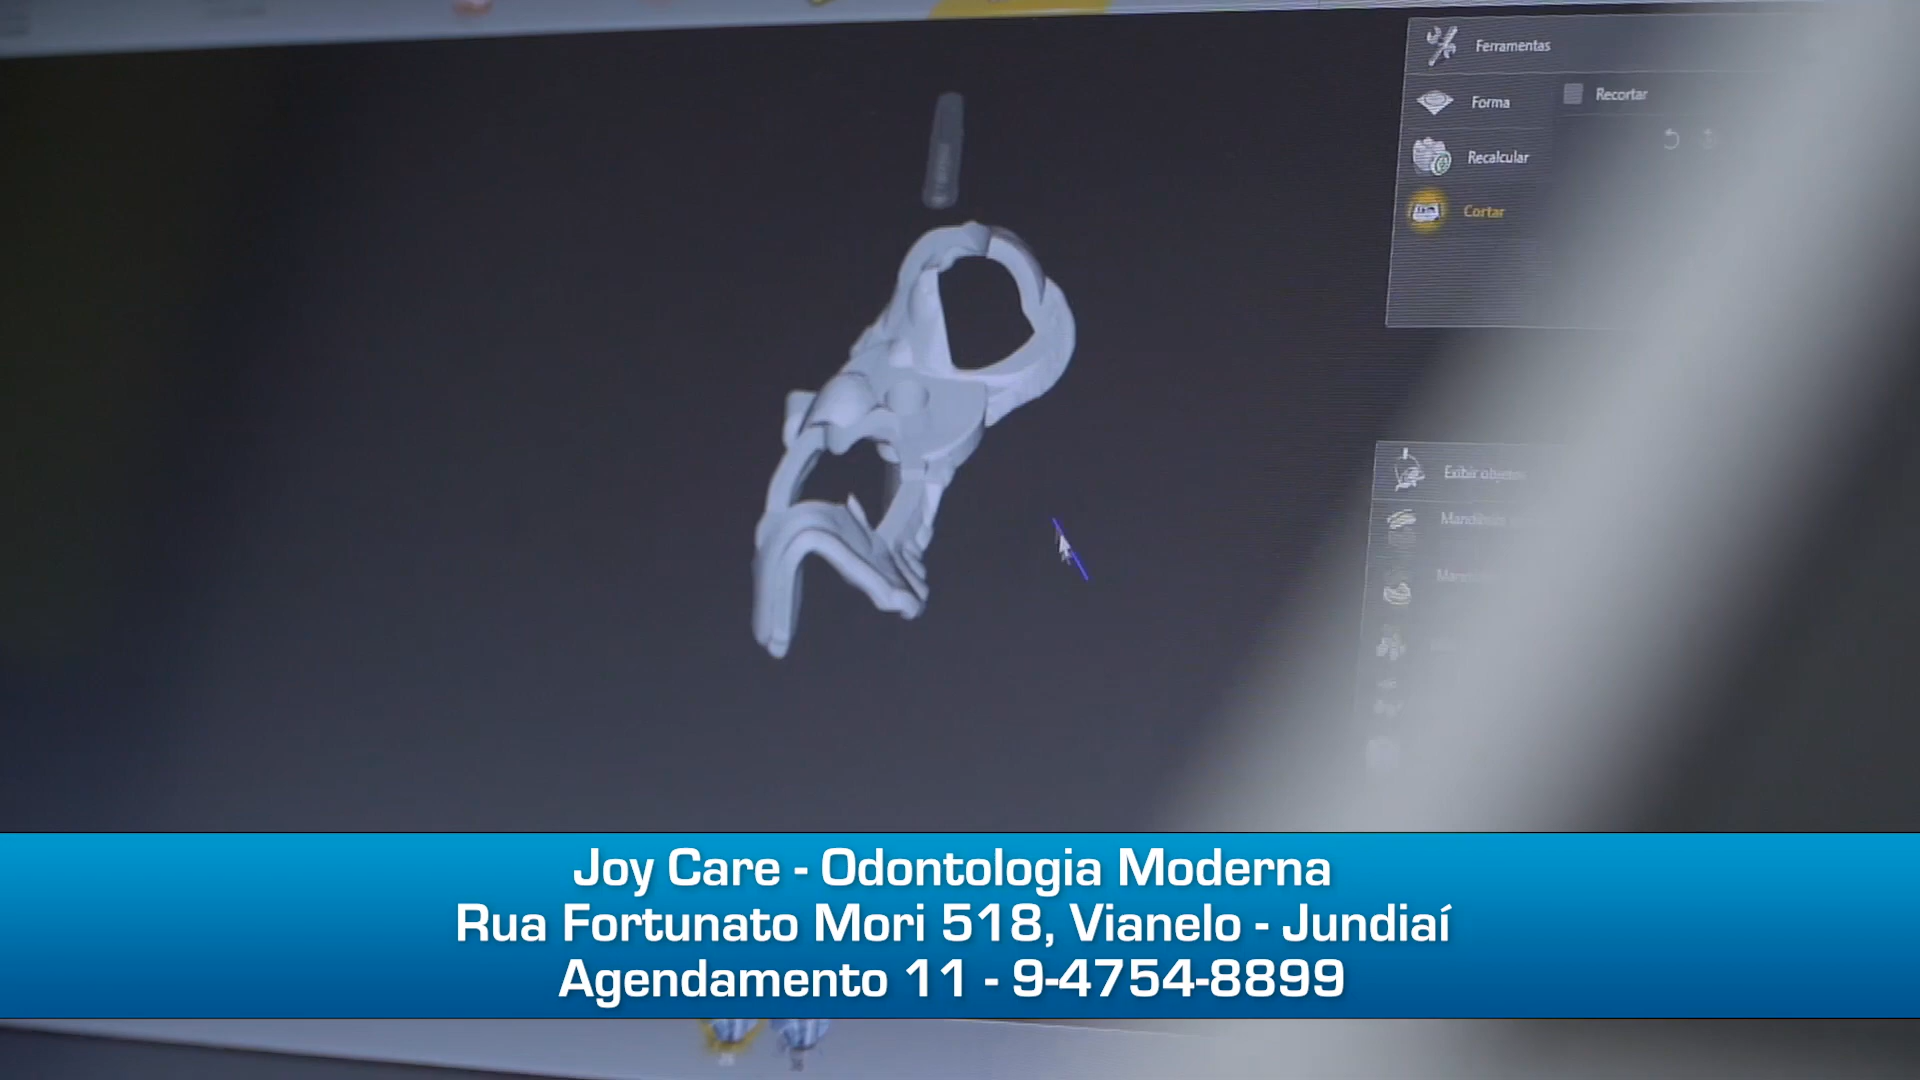 Ferramentas
Forma
Recortar
Recalcular
Cortar
Exibir
Joy Care - Odontologia Moderna
Rua Fortunato Mori 518, Vianelo - Jundiaí
Agendamento 11 - 9-4754-8899